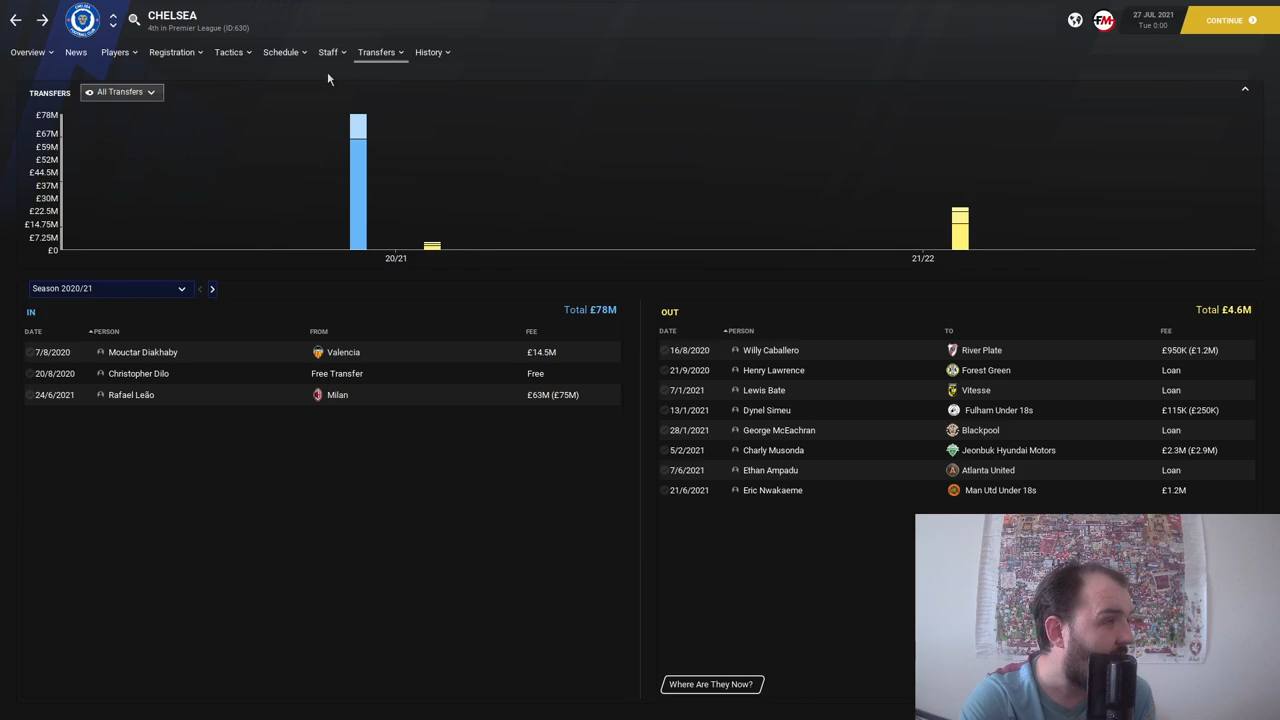 CHELSEA
4th in Premier League (ID:630)
27 JUL 2021
Tue 0:00
CONTINUE
Overview News Players Registration Tactics Schedule Staff Transfers History
TRANSFERS All Transfers
£78M
£67M
£59M
£52M
£44.5M
£37M
£30M
£22.5M
£14.75M
£7.25M
£0
20/21 21/22
Season 2020/21
IN Total £78M
DATE PERSON FROM FEE
7/8/2020 Mouctar Diakhaby Valencia £14.5M
20/8/2020 Christopher Dilo Free Transfer Free
24/6/2021 Rafael Leão Milan £63M (£75M)
OUT Total £4.6M
DATE PERSON TO FEE
16/8/2020 Willy Caballero River Plate £950K (£1.2M)
21/9/2020 Henry Lawrence Forest Green Loan
7/1/2021 Lewis Bate Vitesse Loan
13/1/2021 Dynel Simeu Fulham Under 18s £115K (£250K)
28/1/2021 George McEachran Blackpool Loan
5/2/2021 Charly Musonda Jeonbuk Hyundai Motors £2.3M (£2.9M)
7/6/2021 Ethan Ampadu Atlanta United Loan
21/6/2021 Eric Nwakaeme Man Utd Under 18s £1.2M
Where Are They Now?